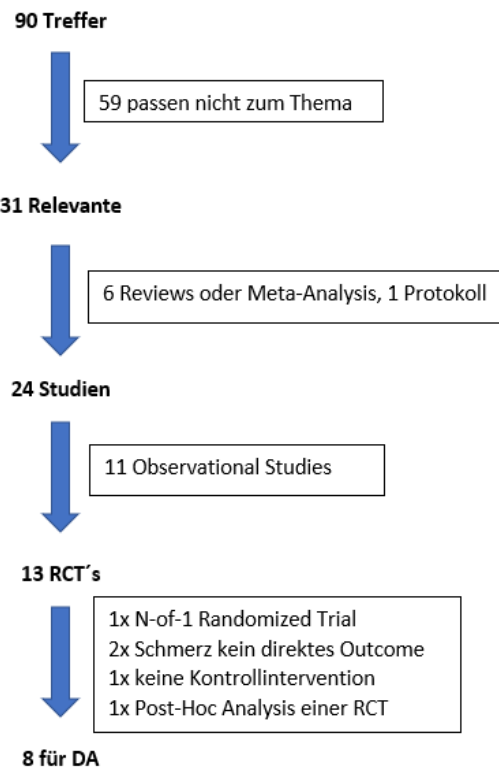 90 Treffer
59 passen nicht zum Thema
31 Relevante
6 Reviews oder Meta-Analysis, 1 Protokoll
24 Studien
11 Observational Studies
13 RCT´s
1x N-of-1 Randomized Trial
2x Schmerz kein direktes Outcome
1x keine Kontrollintervention
1x Post-Hoc Analysis einer RCT
8 für DA